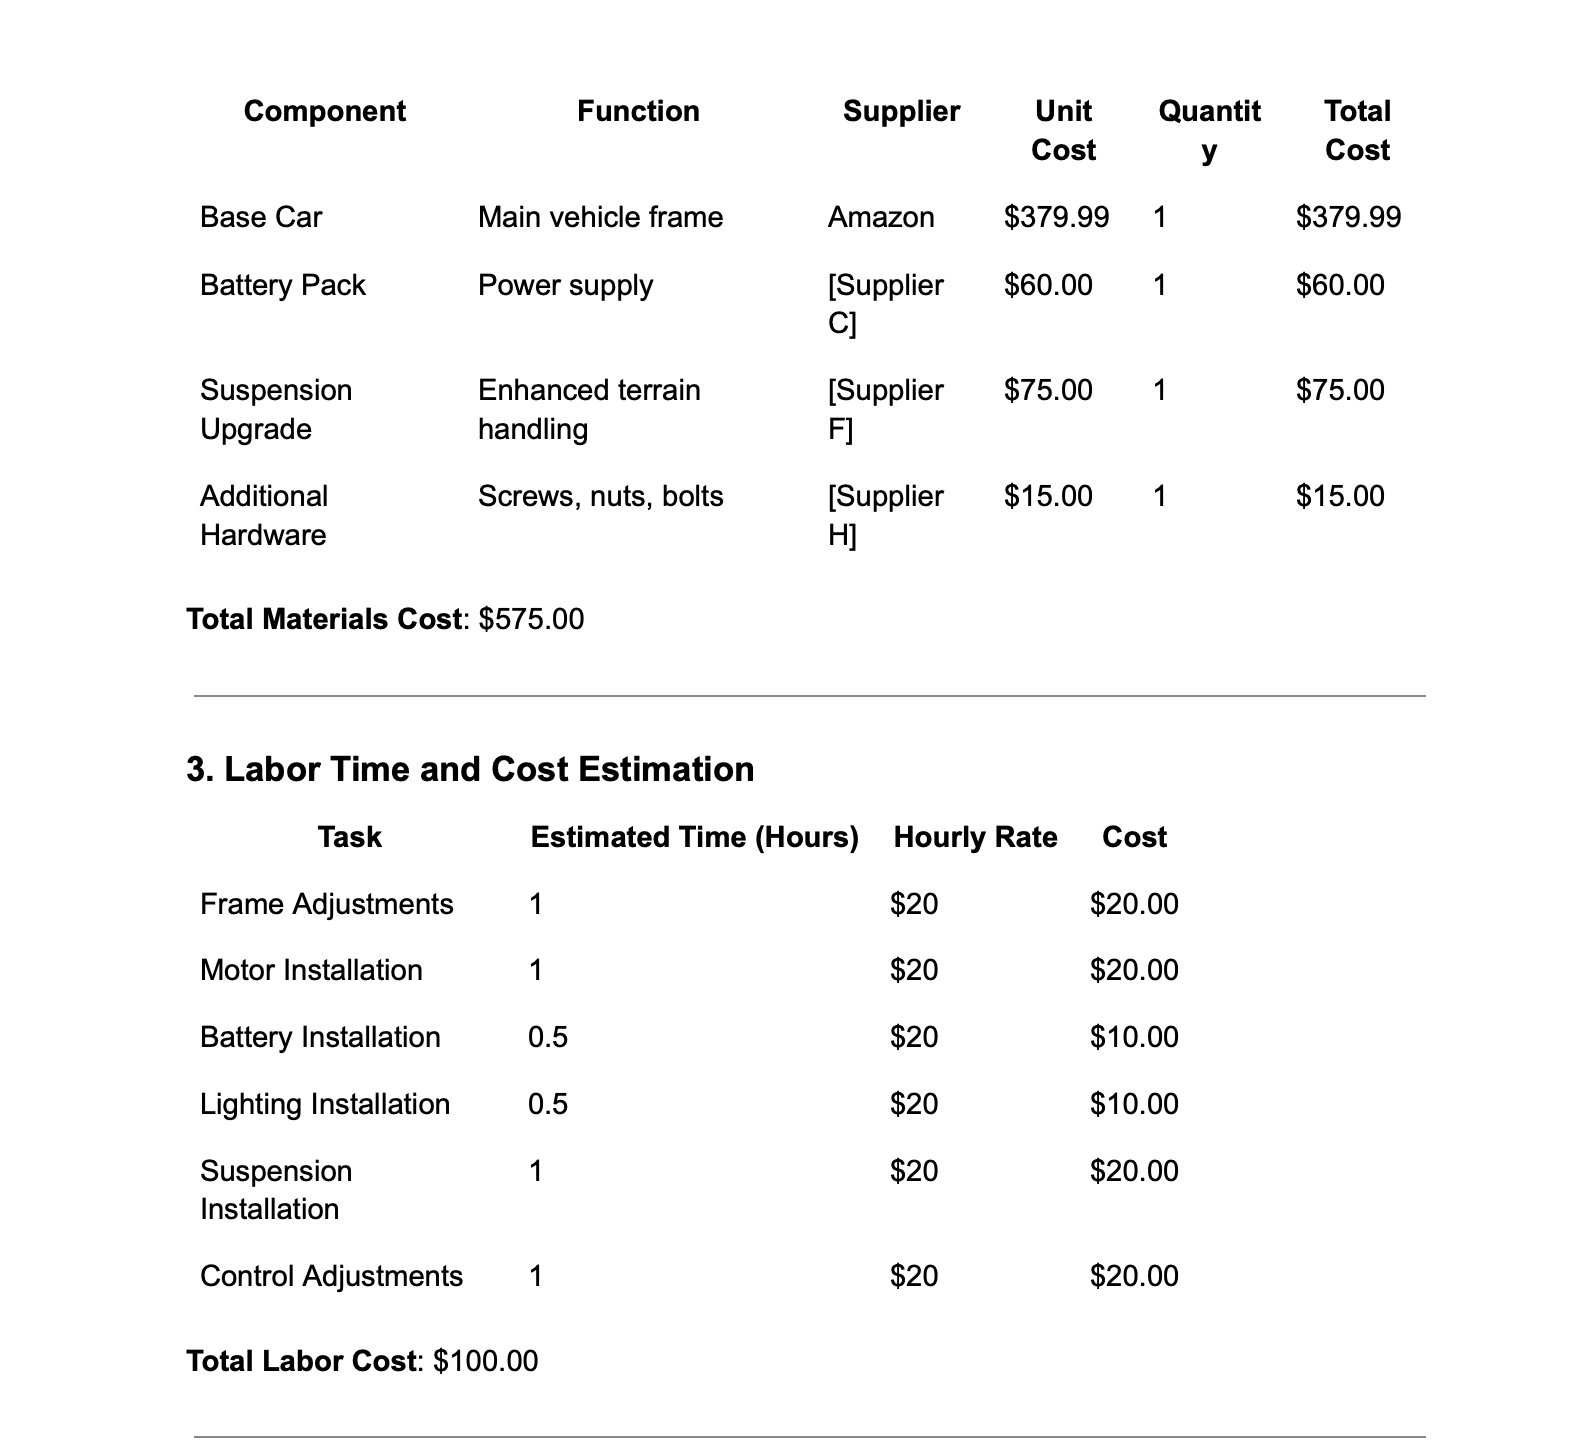 Component Function Supplier Unit Quantit Total
Cost y Cost
Base Car Main vehicle frame Amazon $379.99 1 $379.99
Battery Pack Power supply [Supplier $60.00 1 $60.00
C]
Suspension Enhanced terrain [Supplier $75.00 1 $75.00
Upgrade handling F]
Additional Screws, nuts, bolts [Supplier $15.00 1 $15.00
Hardware H]
Total Materials Cost: $575.00
3. Labor Time and Cost Estimation
Task Estimated Time (Hours) Hourly Rate Cost
Frame Adjustments 1 $20 $20.00
Motor Installation 1 $20 $20.00
Battery Installation 0.5 $20 $10.00
Lighting Installation 0.5 $20 $10.00
Suspension 1 $20 $20.00
Installation
Control Adjustments 1 $20 $20.00
Total Labor Cost: $100.00